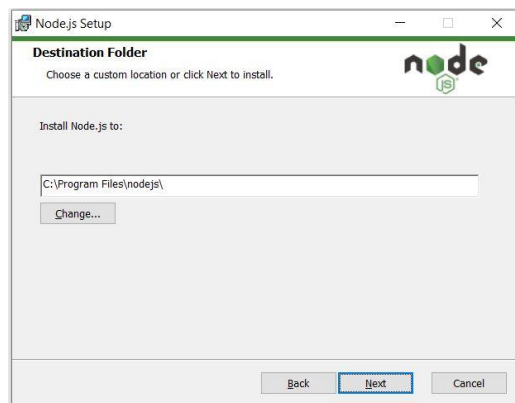 Node.js Setup
Destination Folder
Choose a custom location or click Next to install.
node
JS
Install Node.js to:
C:\Program Files\nodejs\
Change...
Back Next Cancel